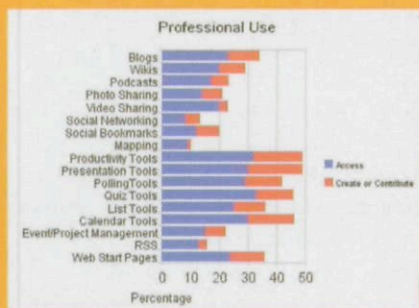 Professional Use
Blogs
Wikis
Podcasts
Photo Sharing
Video Sharing
Social Networking
Social Bookmarks
Mapping
Productivity Tools
Presentation Tools
PollingTools
Quiz Tools
List Tools
Calendar Tools
Event/Project Management
RSS
Web Start Pages
Access
Create or Contribute
0 10 20 30 40 50
Percentage